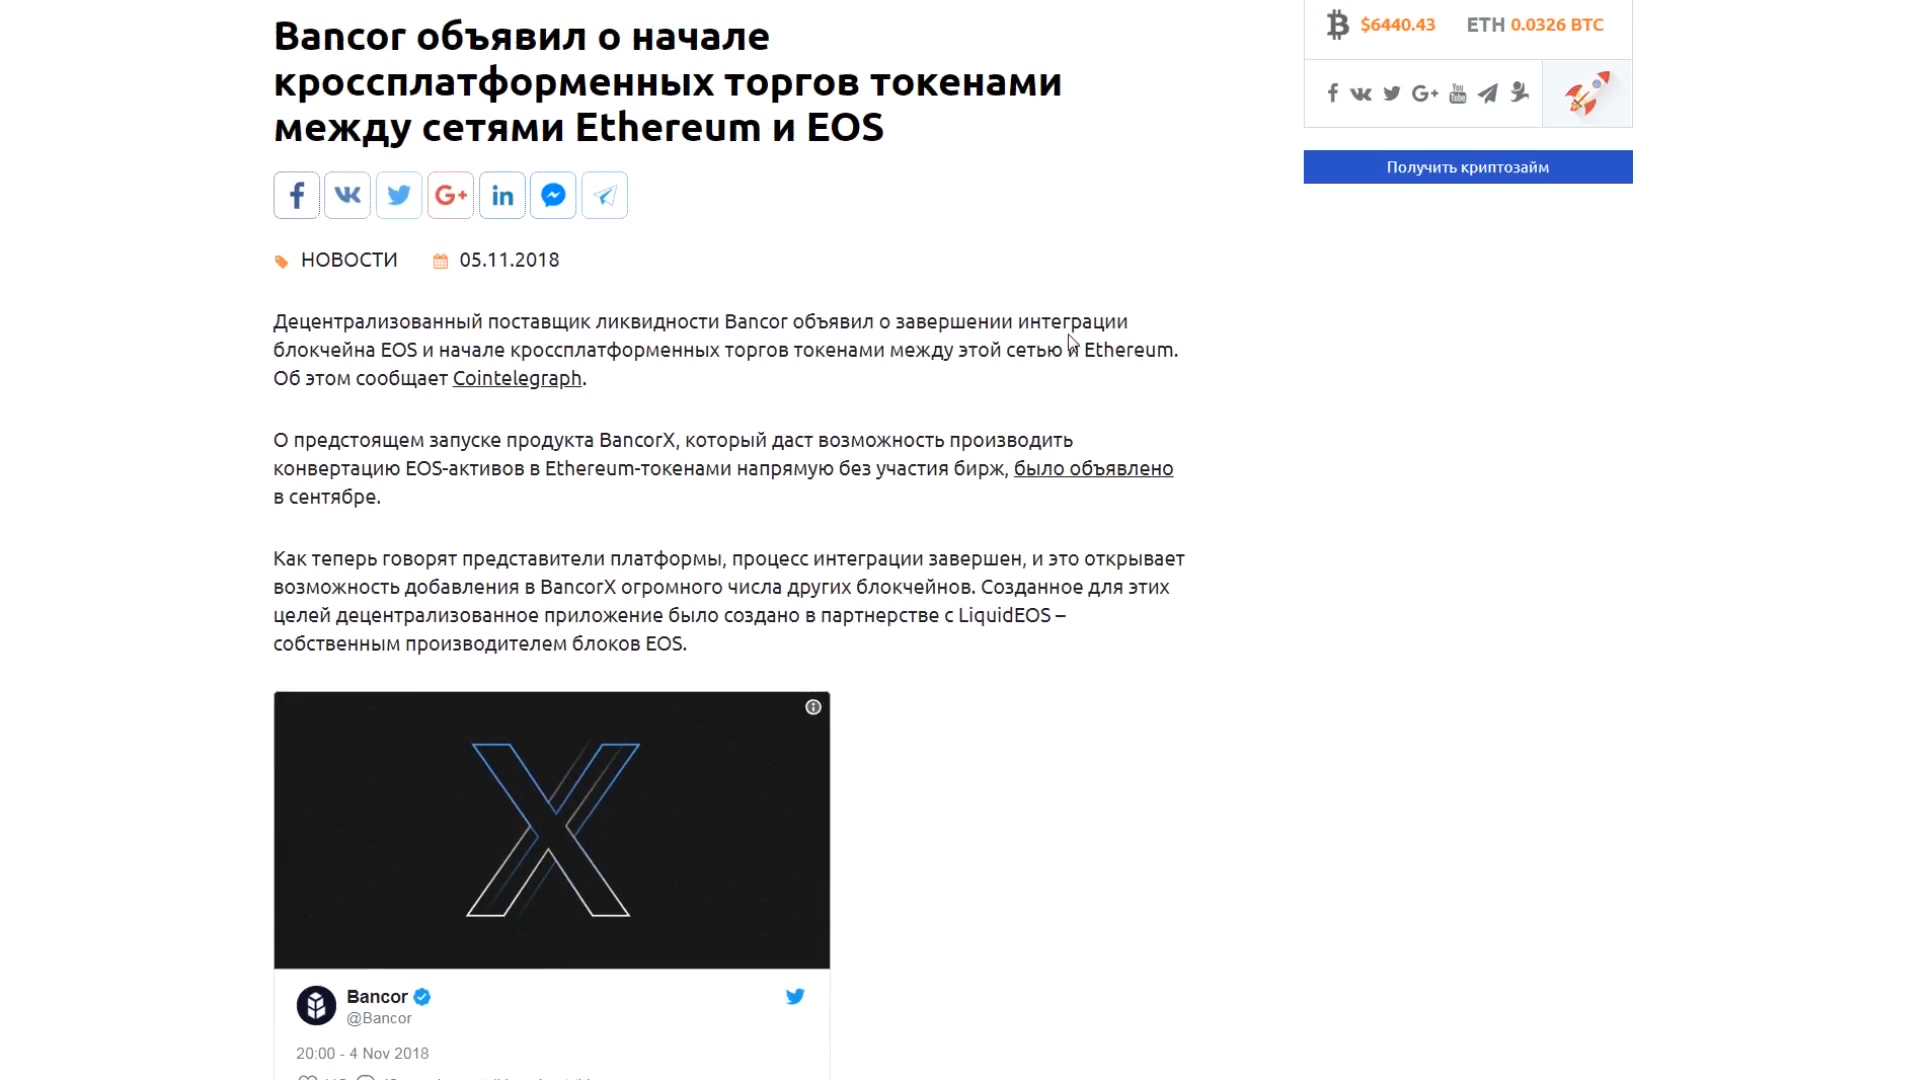 Bancor объявил о начале
кроссплатформенных торгов токенами
между сетями Ethereum и EOS
НОВОСТИ 05.11.2018
Децентрализованный поставщик ликвидности Bancor объявил о завершении интеграции
блокчейна EOS и начале кроссплатформенных торгов токенами между этой сетью и Ethereum.
Об этом сообщает Cointelegraph.
О предстоящем запуске продукта BancorX, который даст возможность производить
конвертацию EOS-активов в Ethereum-токенами напрямую без участия бирж, было объявлено
в сентябре.
Как теперь говорят представители платформы, процесс интеграции завершен, и это открывает
возможность добавления в BancorX огромного числа других блокчейнов. Созданное для этих
целей децентрализованное приложение было создано в партнерстве с LiquidEOS –
собственным производителем блоков EOS.
Bancor
@Bancor
20:00 - 4 Nov 2018
$6440.43 ETH 0.0326 BTC
Получить криптозайм